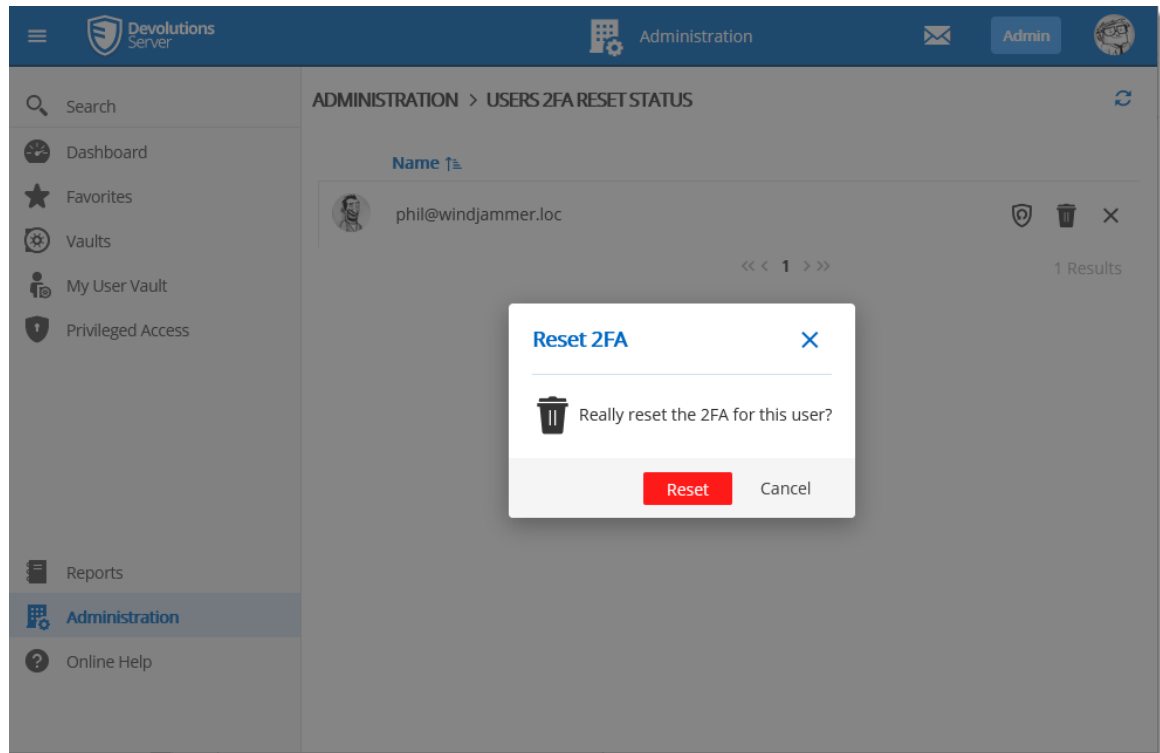 Devolutions
Server
Administration
Admin
Search
Dashboard
Favorites
Vaults
My User Vault
Privileged Access
Reports
Administration
Online Help
ADMINISTRATION > USERS 2FA RESET STATUS
Name
phil@windjammer.loc
<< < 1 > >>
1 Results
Reset 2FA
Really reset the 2FA for this user?
Reset
Cancel